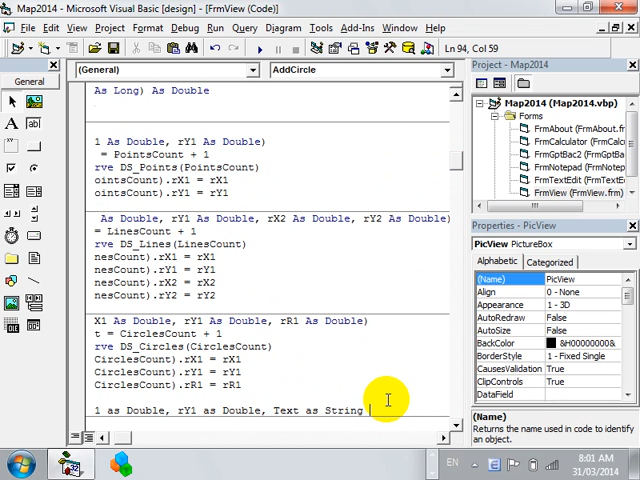 Map2014 - Microsoft Visual Basic [design] - [FrmView (Code)]
File Edit View Project Format Debug Run Query Diagram Tools Add-Ins Window Help
Ln 94, Col 59
General
(General)
AddCircle
As Long) As Double
1 As Double, rY1 As Double)
= PointsCount + 1
rve DS_Points(PointsCount)
ointsCount).rX1 = rX1
ointsCount).rY1 = rY1
As Double, rY1 As Double, rX2 As Double, rY2 As Double)
= LinesCount + 1
rve DS_Lines(LinesCount)
nesCount).rX1 = rX1
nesCount).rY1 = rY1
nesCount).rX2 = rX2
nesCount).rY2 = rY2
X1 As Double, rY1 As Double, rR1 As Double)
t = CirclesCount + 1
rve DS_Circles(CirclesCount)
CirclesCount).rX1 = rX1
CirclesCount).rY1 = rY1
CirclesCount).rR1 = rR1
1 as Double, rY1 as Double, Text as String
Project - Map2014
Map2014 (Map2014.vbp)
Forms
FrmAbout (FrmAbout.fr
FrmCalculator (FrmCalc
FrmGptBac2 (FrmGptBa
FrmNotepad (FrmNotep
FrmTextEdit (FrmTextE
FrmView (FrmView.frm)
Properties - PicView
PicView PictureBox
Alphabetic Categorized
(Name) PicView
Align 0 - None
Appearance 1 - 3D
AutoRedraw False
AutoSize False
BackColor &H00000000&
BorderStyle 1 - Fixed Single
CausesValidation True
ClipControls True
DataField
(Name)
Returns the name used in code to identify an object.
EN
8:01 AM
31/03/2014